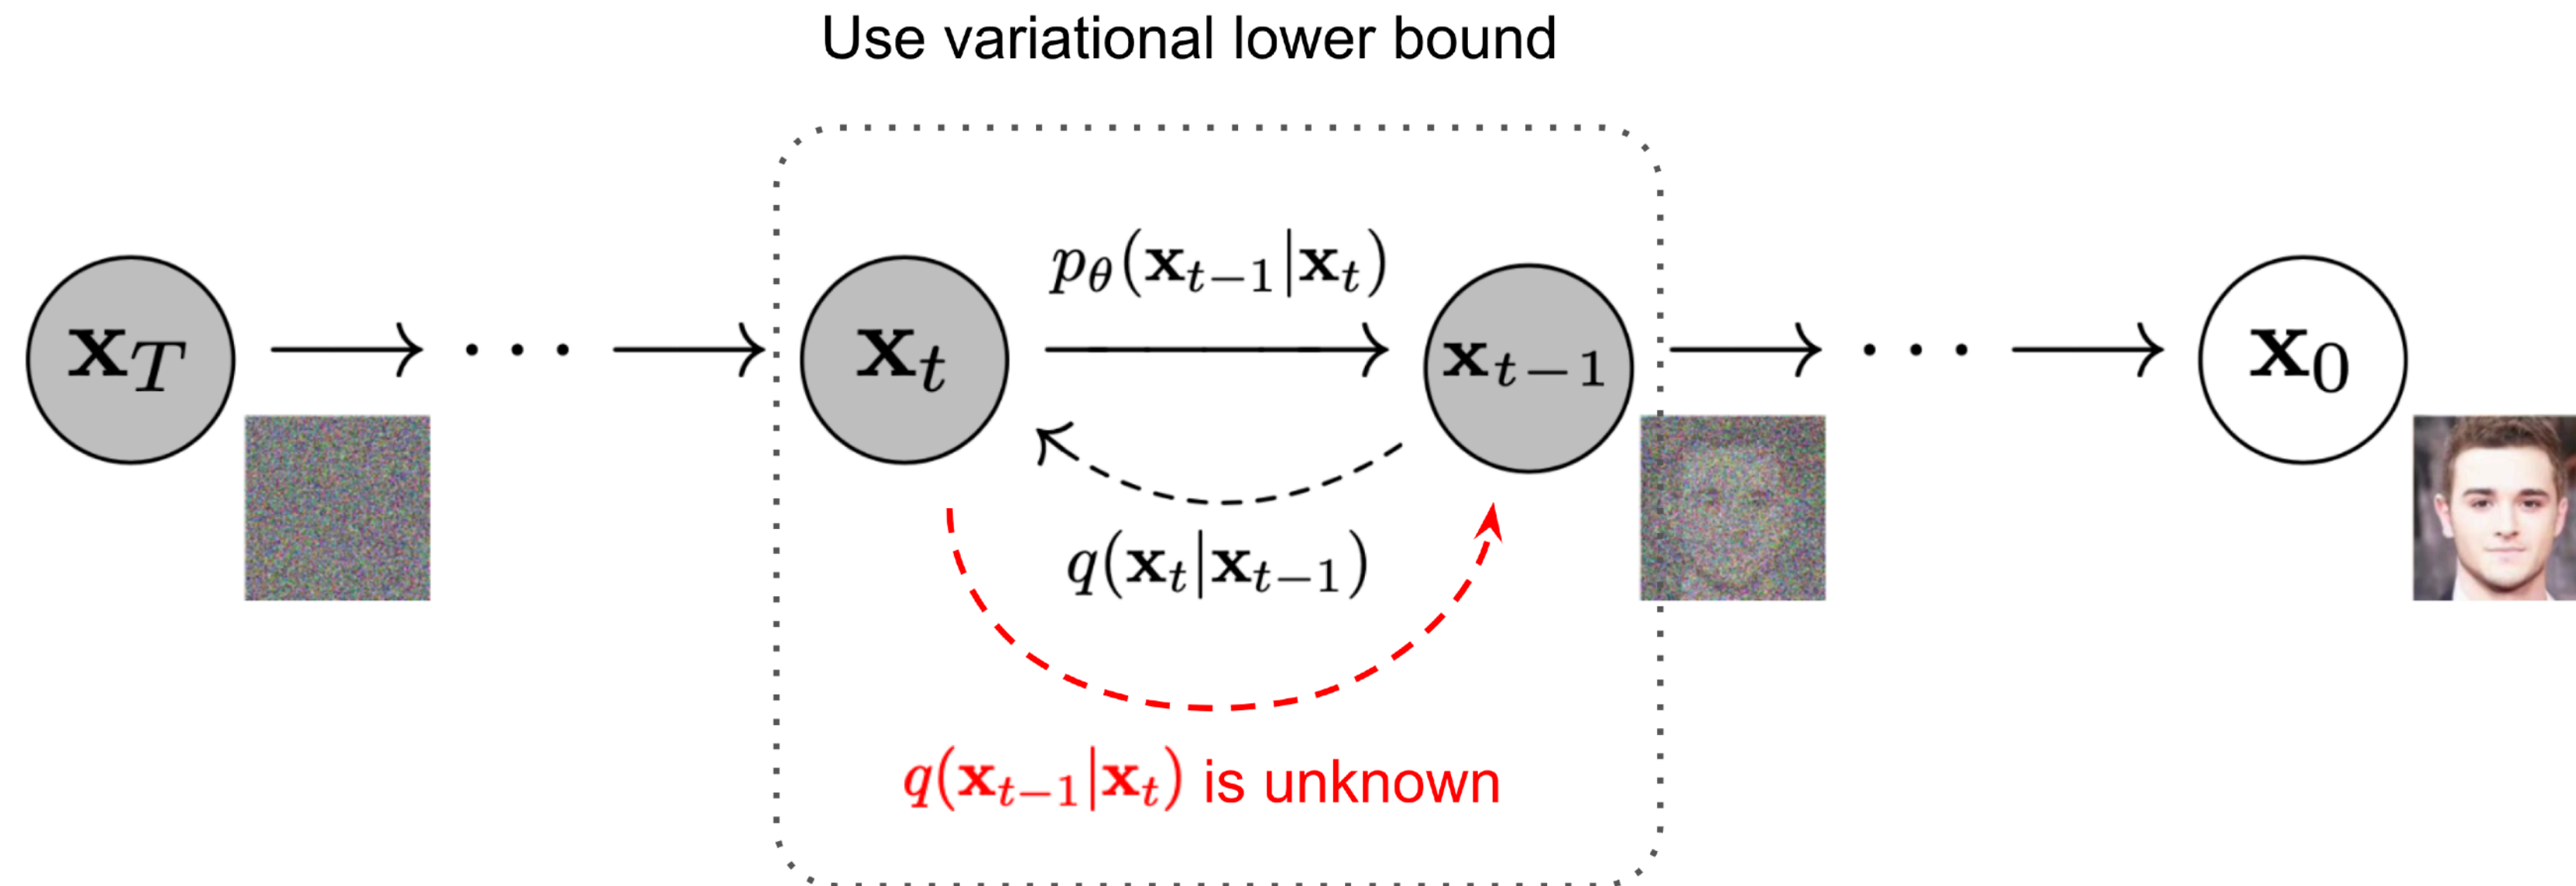 Use variational lower bound
p_θ(x_{t−1}|x_t)
x_T → ··· → x_t → x_{t−1} → ··· → x_0
q(x_t|x_{t−1})
q(x_{t−1}|x_t) is unknown